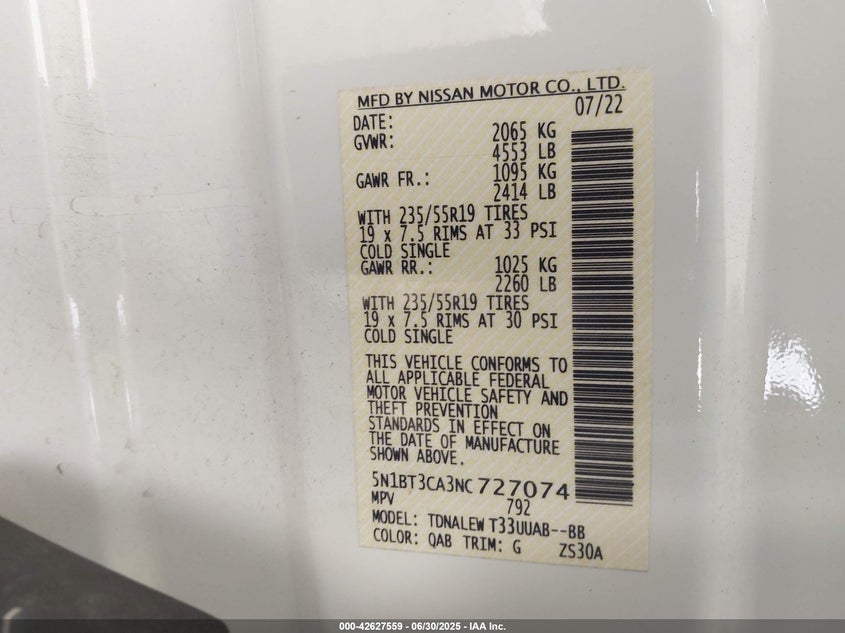 MFD BY NISSAN MOTOR CO., LTD.
DATE: 07/22
GVWR: 2065 KG
4553 LB
GAWR FR.: 1095 KG
2414 LB
WITH 235/55R19 TIRES
19 x 7.5 RIMS AT 33 PSI
COLD SINGLE
GAWR RR.: 1025 KG
2260 LB
WITH 235/55R19 TIRES
19 x 7.5 RIMS AT 30 PSI
COLD SINGLE
THIS VEHICLE CONFORMS TO
ALL APPLICABLE FEDERAL
MOTOR VEHICLE SAFETY AND
THEFT PREVENTION
STANDARDS IN EFFECT ON
THE DATE OF MANUFACTURE
SHOWN ABOVE.
5N1BT3CA3NC727074
MPV 792
MODEL: TDNALEW T33UUAB--BB
COLOR: QAB TRIM: G ZS30A
000-42627559 - 06/30/2025 - IAA Inc.